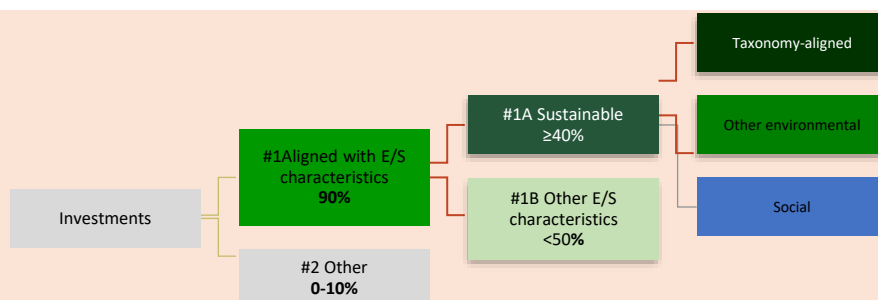 Taxonomy-aligned
#1A Sustainable
≥40%
Other environmental
#1Aligned with E/S
characteristics
90%
#1B Other E/S
characteristics
<50%
Social
Investments
#2 Other
0-10%